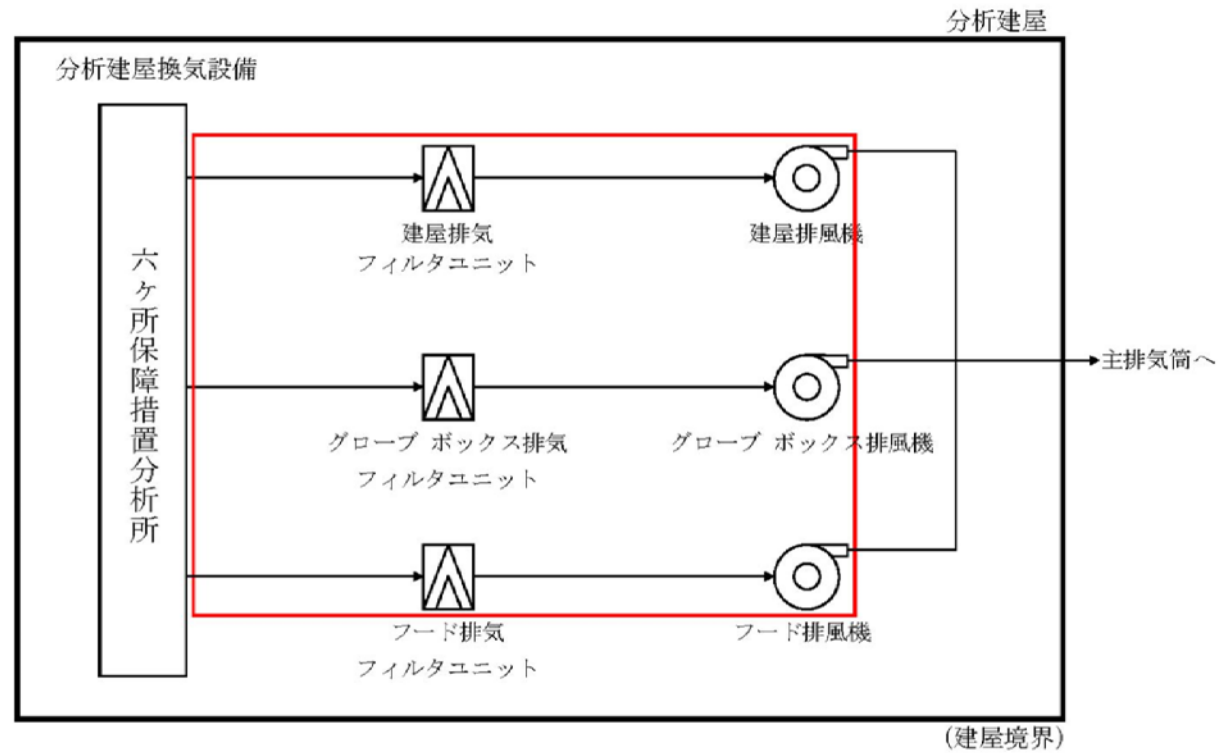 分析建屋
分析建屋換気設備
六ケ所保障措置分析所
建屋排気
フィルタユニット
建屋排風機
主排気筒へ
グローブ ボックス排気
フィルタユニット
グローブ ボックス排風機
フード排気
フィルタユニット
フード排風機
(建屋境界)